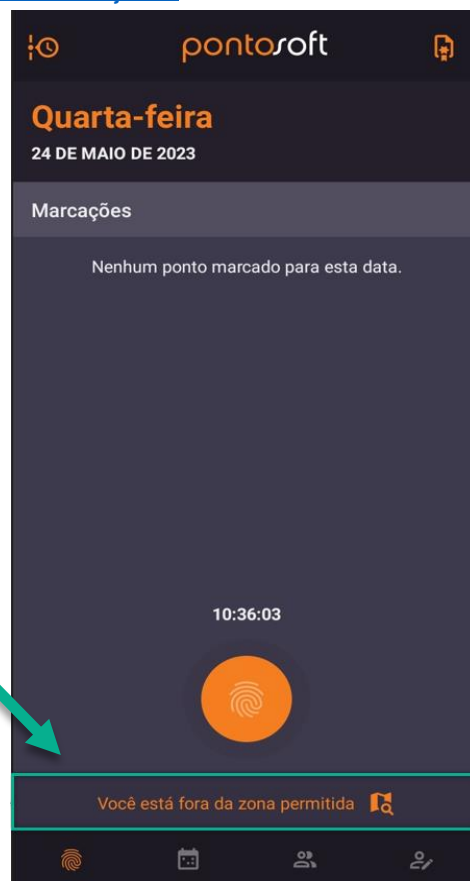 pontosoft
Quarta-feira
24 DE MAIO DE 2023
Marcações
Nenhum ponto marcado para esta data.
10:36:03
Você está fora da zona permitida